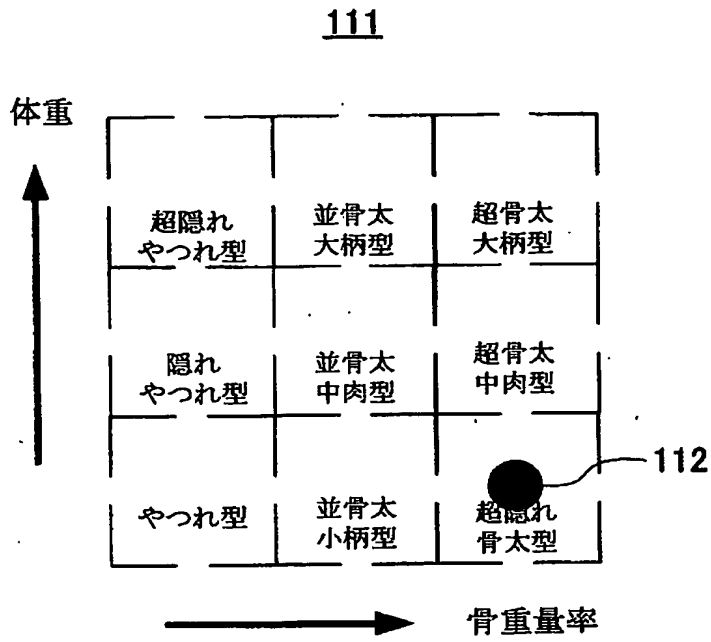 111
体重
超隠れ
やつれ型
並骨太
大柄型
超骨太
大柄型
隠れ
やつれ型
並骨太
中肉型
超骨太
中肉型
やつれ型
並骨太
小柄型
超隠れ
骨太型
112
骨重量率